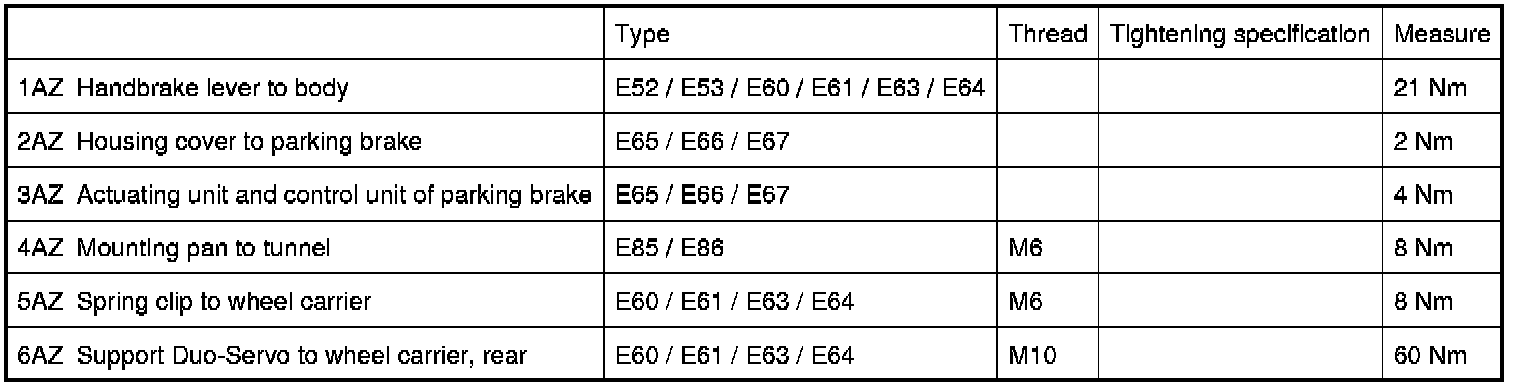 Type Thread Tightening specification Measure
1AZ Handbrake lever to body E52 / E53 / E60 / E61 / E63 / E64 21 Nm
2AZ Housing cover to parking brake E65 / E66 / E67 2 Nm
3AZ Actuating unit and control unit of parking brake E65 / E66 / E67 4 Nm
4AZ Mounting pan to tunnel E85 / E86 M6 8 Nm
5AZ Spring clip to wheel carrier E60 / E61 / E63 / E64 M6 8 Nm
6AZ Support Duo-Servo to wheel carrier, rear E60 / E61 / E63 / E64 M10 60 Nm